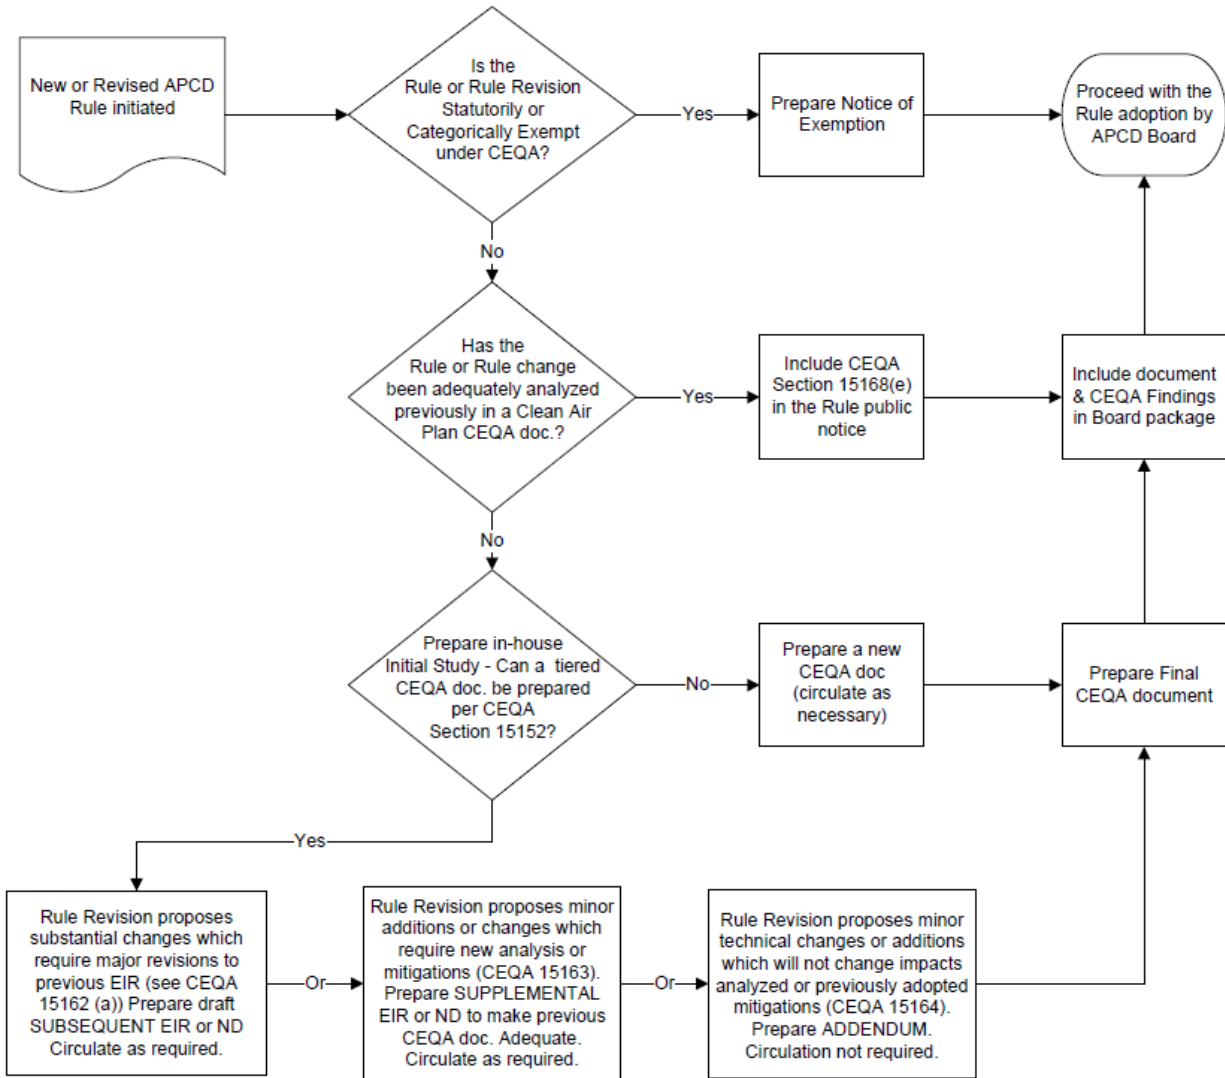 New or Revised APCD
Rule initiated
Is the
Rule or Rule Revision
Statutorily or
Categorically Exempt
under CEQA?
Yes
Prepare Notice of
Exemption
Proceed with the
Rule adoption by
APCD Board
No
Has the
Rule or Rule change
been adequately analyzed
previously in a Clean Air
Plan CEQA doc.?
Yes
Include CEQA
Section 15168(e)
in the Rule public
notice
Include document
& CEQA Findings
in Board package
No
Prepare in-house
Initial Study - Can a tiered
CEQA doc. be prepared
per CEQA
Section 15152?
No
Prepare a new
CEQA doc
(circulate as
necessary)
Prepare Final
CEQA document
Yes
Rule Revision proposes
substantial changes which
require major revisions to
previous EIR (see CEQA
15162 (a)) Prepare draft
SUBSEQUENT EIR or ND
Circulate as required.
Or
Rule Revision proposes minor
additions or changes which
require new analysis or
mitigations (CEQA 15163).
Prepare SUPPLEMENTAL
EIR or ND to make previous
CEQA doc. Adequate.
Circulate as required.
Or
Rule Revision proposes minor
technical changes or additions
which will not change impacts
analyzed or previously adopted
mitigations (CEQA 15164).
Prepare ADDENDUM.
Circulation not required.